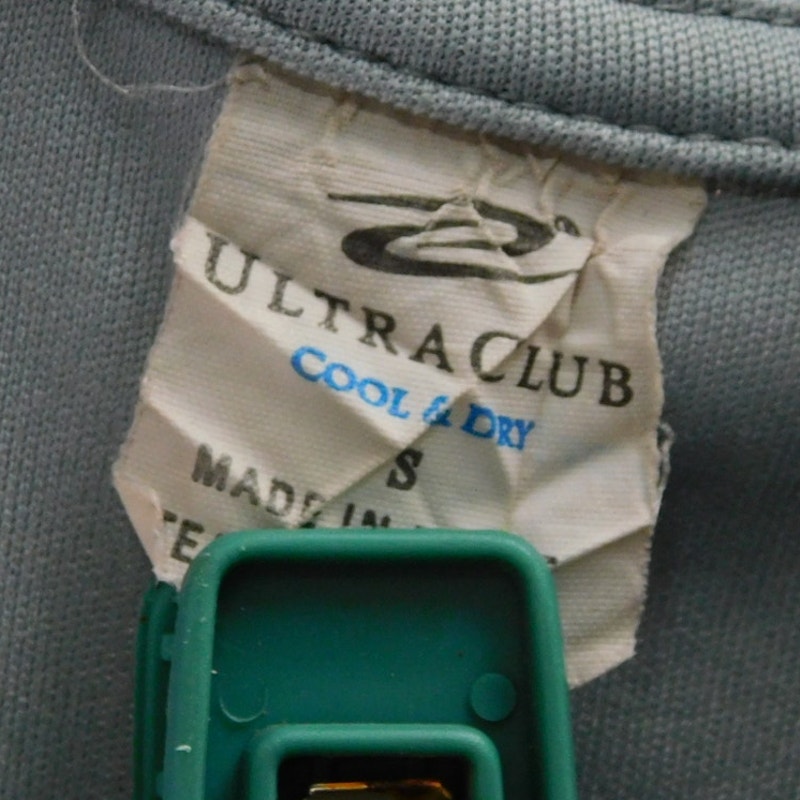 ®
ULTRACLUB
COOL & DRY
S
MADE IN